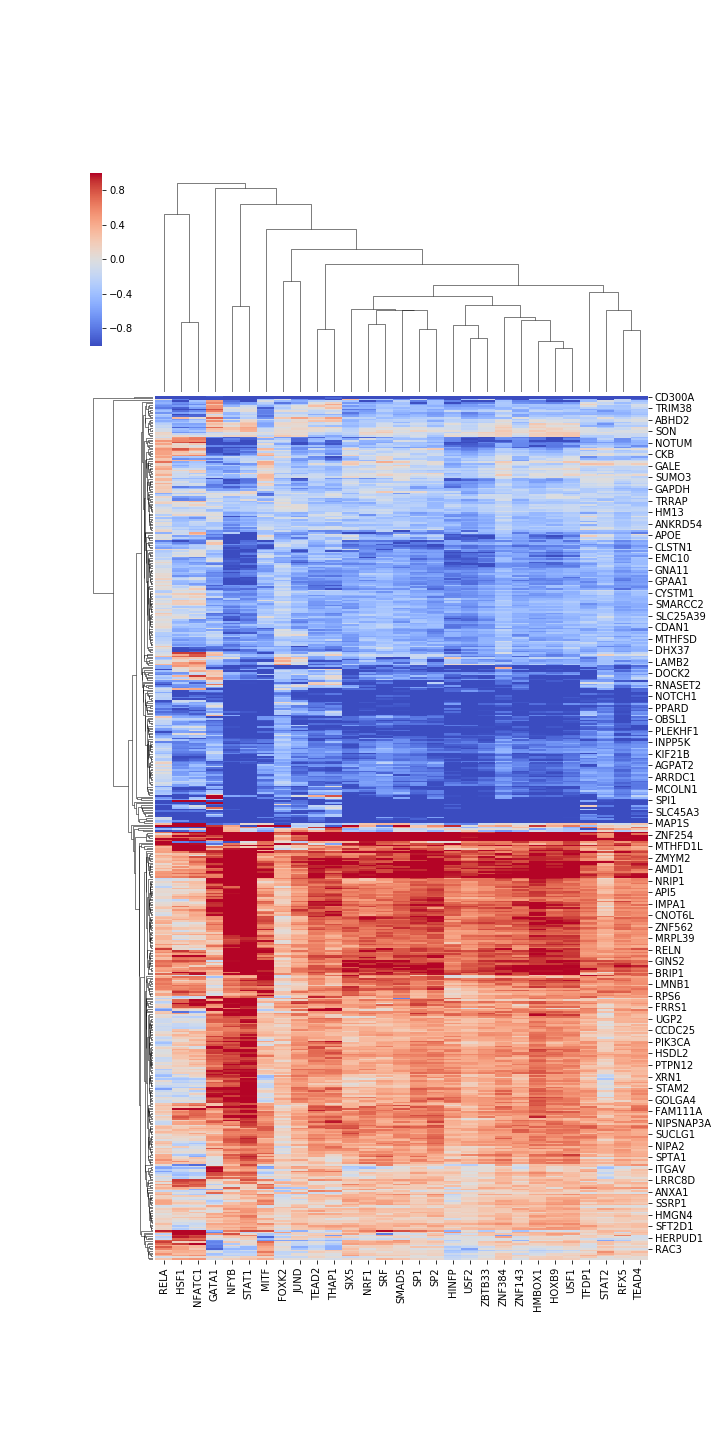 0.8
0.4
0.0
−0.4
−0.8
CD300A
TRIM38
ABHD2
SON
NOTUM
CKB
GALE
SUMO3
GAPDH
TRRAP
HM13
ANKRD54
APOE
CLSTN1
EMC10
GNA11
GPAA1
CYSTM1
SMARCC2
SLC25A39
CDAN1
MTHFSD
DHX37
LAMB2
DOCK2
RNASET2
NOTCH1
PPARD
OBSL1
PLEKHF1
INPP5K
KIF21B
AGPAT2
ARRDC1
MCOLN1
SPI1
SLC45A3
MAP1S
ZNF254
MTHFD1L
ZMYM2
AMD1
NRIP1
API5
IMPA1
CNOT6L
ZNF562
MRPL39
RELN
GINS2
BRIP1
LMNB1
RPS6
FRRS1
UGP2
CCDC25
PIK3CA
HSDL2
PTPN12
XRN1
STAM2
GOLGA4
FAM111A
NIPSNAP3A
SUCLG1
NIPA2
SPTA1
ITGAV
LRRC8D
ANXA1
SSRP1
HMGN4
SFT2D1
HERPUD1
RAC3
RELA
HSF1
NFATC1
GATA1
NFYB
STAT1
MITF
FOXK2
JUND
TEAD2
THAP1
SIX5
NRF1
SRF
SMAD5
SP1
SP2
HINFP
USF2
ZBTB33
ZNF384
ZNF143
HMBOX1
HOXB9
USF1
TFDP1
STAT2
RFX5
TEAD4